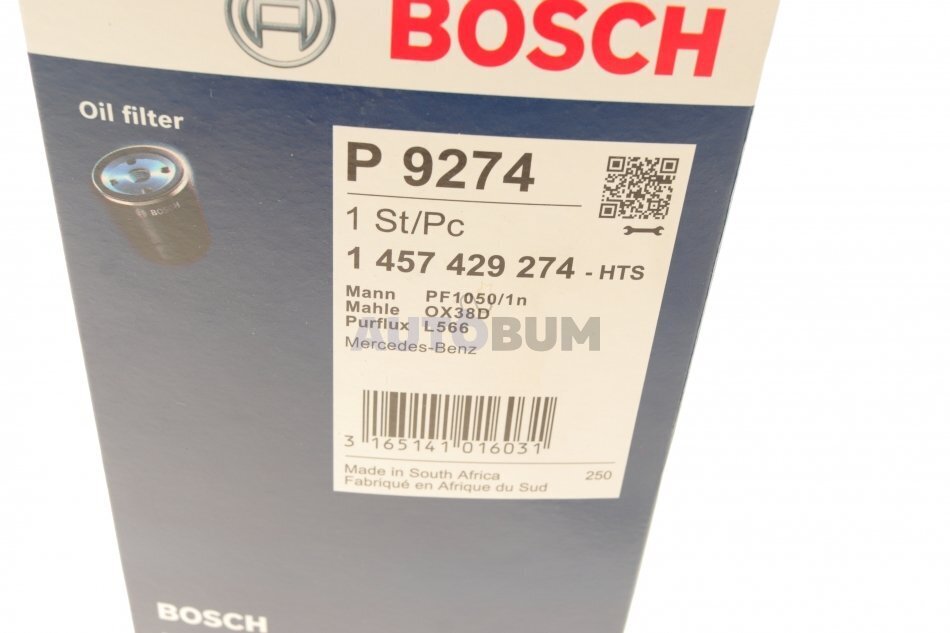 BOSCH
Oil filter
BOSCH
P 9274
1 St/Pc
1 457 429 274 - HTS
Mann PF1050/1n
Mahle OX38D
Purflux L566
AUTOBUM
Mercedes-Benz
3 165141 016031
Made in South Africa 250
Fabriqué en Afrique du Sud
BOSCH